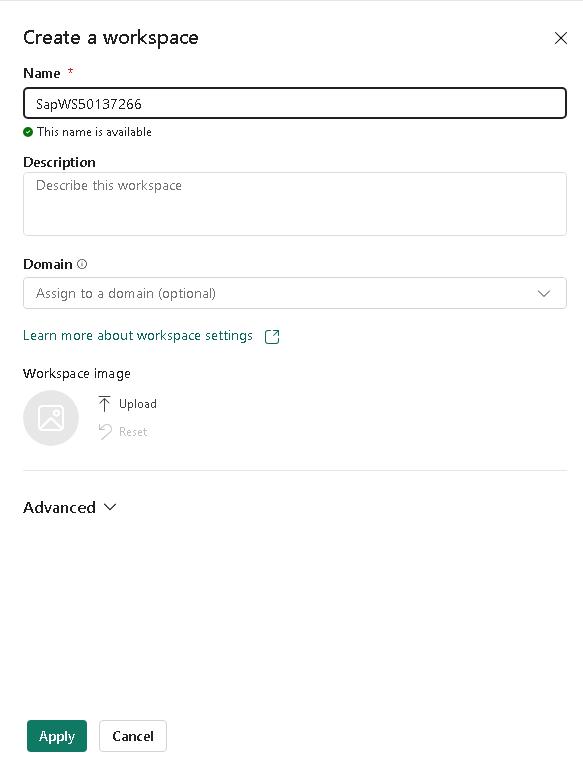 Create a workspace
Name *
SapWS50137266
This name is available
Description
Describe this workspace
Domain
Assign to a domain (optional)
Learn more about workspace settings
Workspace image
Upload
Reset
Advanced
Apply Cancel